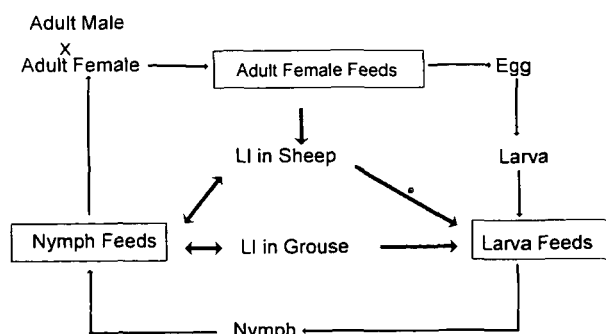 Adult Male
X
Adult Female
Adult Female Feeds
Egg
LI in Sheep
Larva
Nymph Feeds
LI in Grouse
Larva Feeds
Nymph